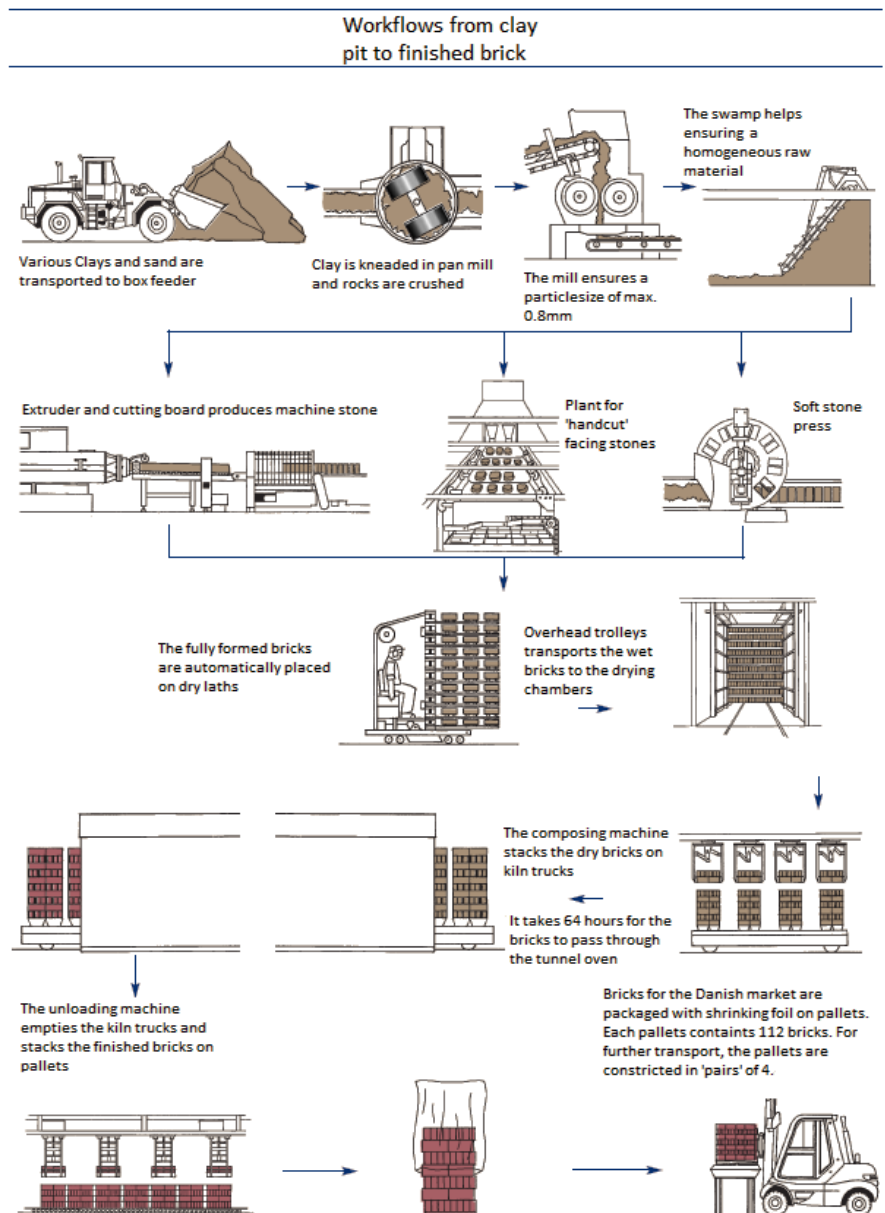 Workflows from clay
pit to finished brick
The swamp helps
ensuring a
homogeneous raw
material
Various Clays and sand are
transported to box feeder
Clay is kneaded in pan mill
and rocks are crushed
The mill ensures a
particlesize of max.
0.8mm
Extruder and cutting board produces machine stone
Plant for
'handcut'
facing stones
Soft stone
press
The fully formed bricks
are automatically placed
on dry laths
Overhead trolleys
transports the wet
bricks to the drying
chambers
The composing machine
stacks the dry bricks on
kiln trucks
It takes 64 hours for the
bricks to pass through
the tunnel oven
The unloading machine
empties the kiln trucks and
stacks the finished bricks on
pallets
Bricks for the Danish market are
packaged with shrinking foil on pallets.
Each pallets containts 112 bricks. For
further transport, the pallets are
constricted in 'pairs' of 4.